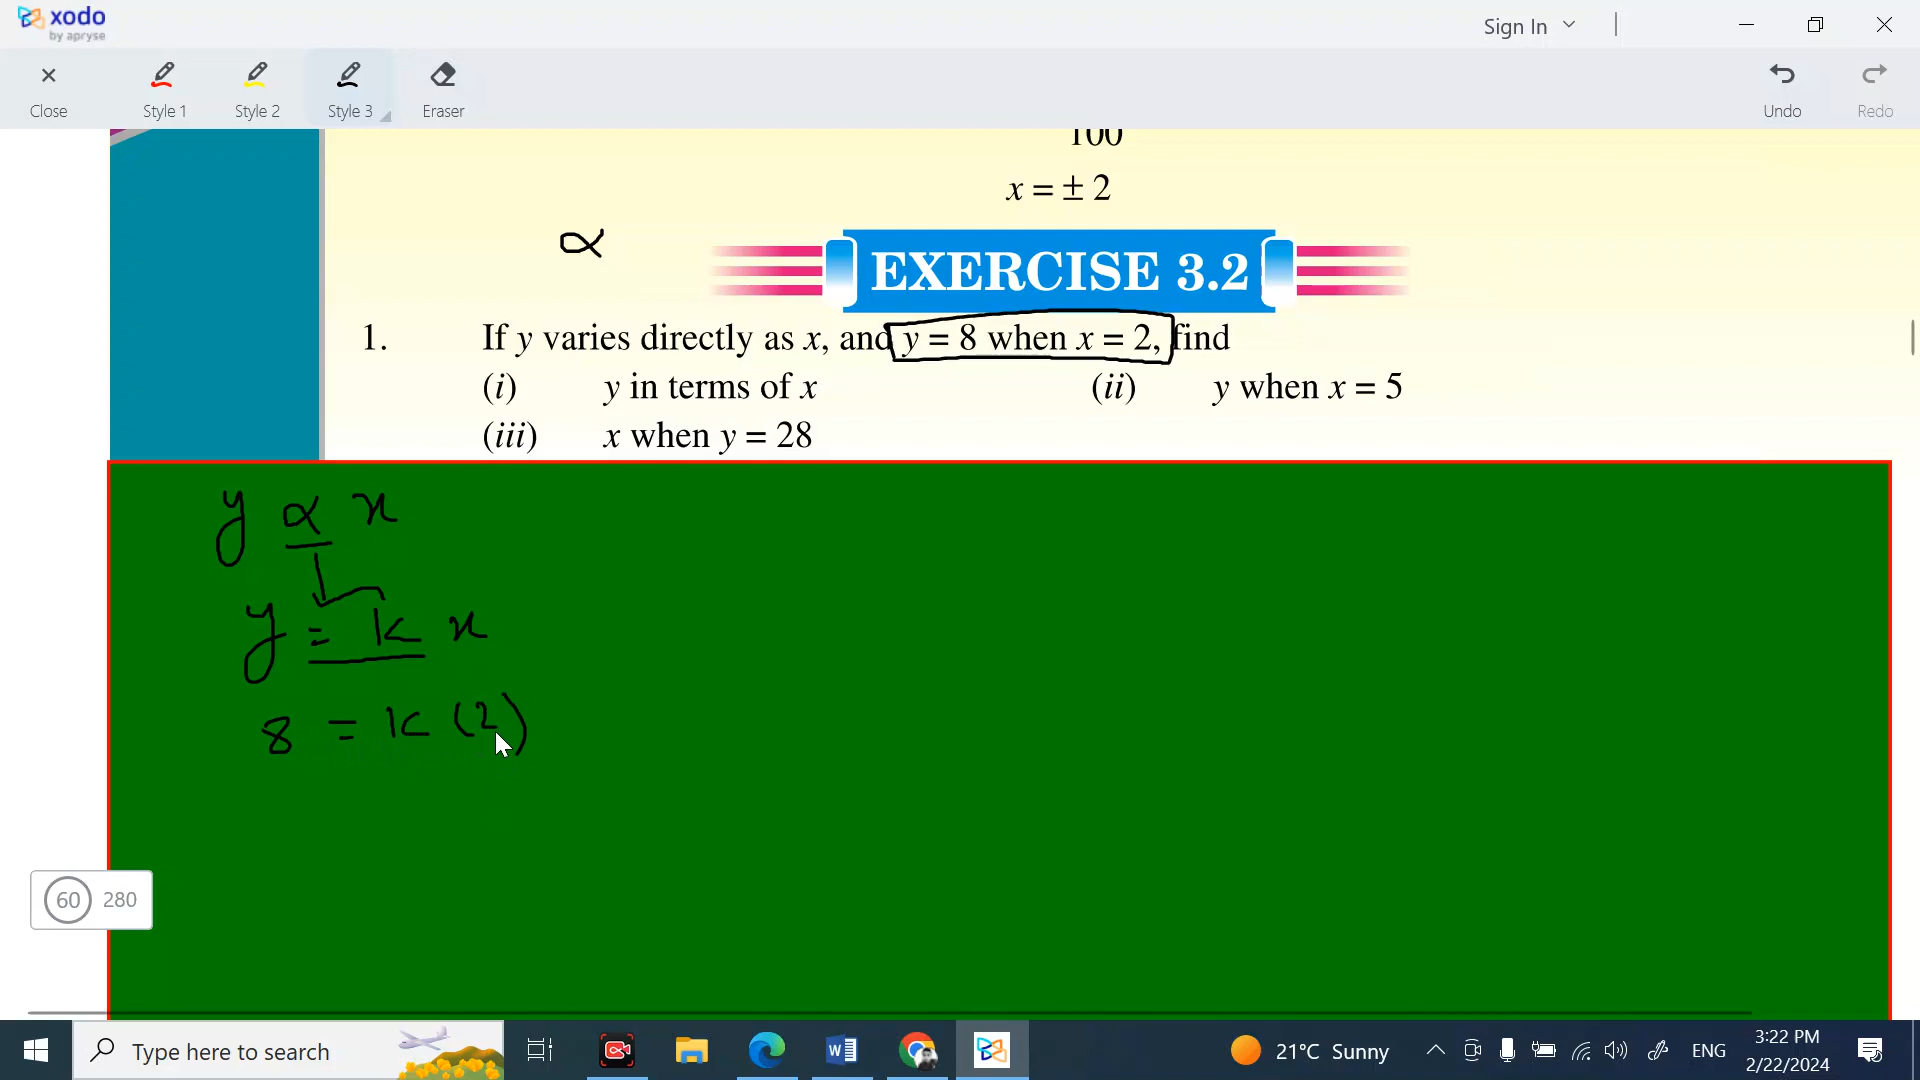 xodo
by apryse
Sign In
Close
Style 1
Style 2
Style 3
Eraser
Undo
Redo
100
x = ± 2
∝
EXERCISE 3.2
1. If y varies directly as x, and y = 8 when x = 2, find
(i) y in terms of x (ii) y when x = 5
(iii) x when y = 28
y ∝ x
y = k x
8 = k (2)
60 280
Type here to search
21°C Sunny
ENG
3:22 PM
2/22/2024